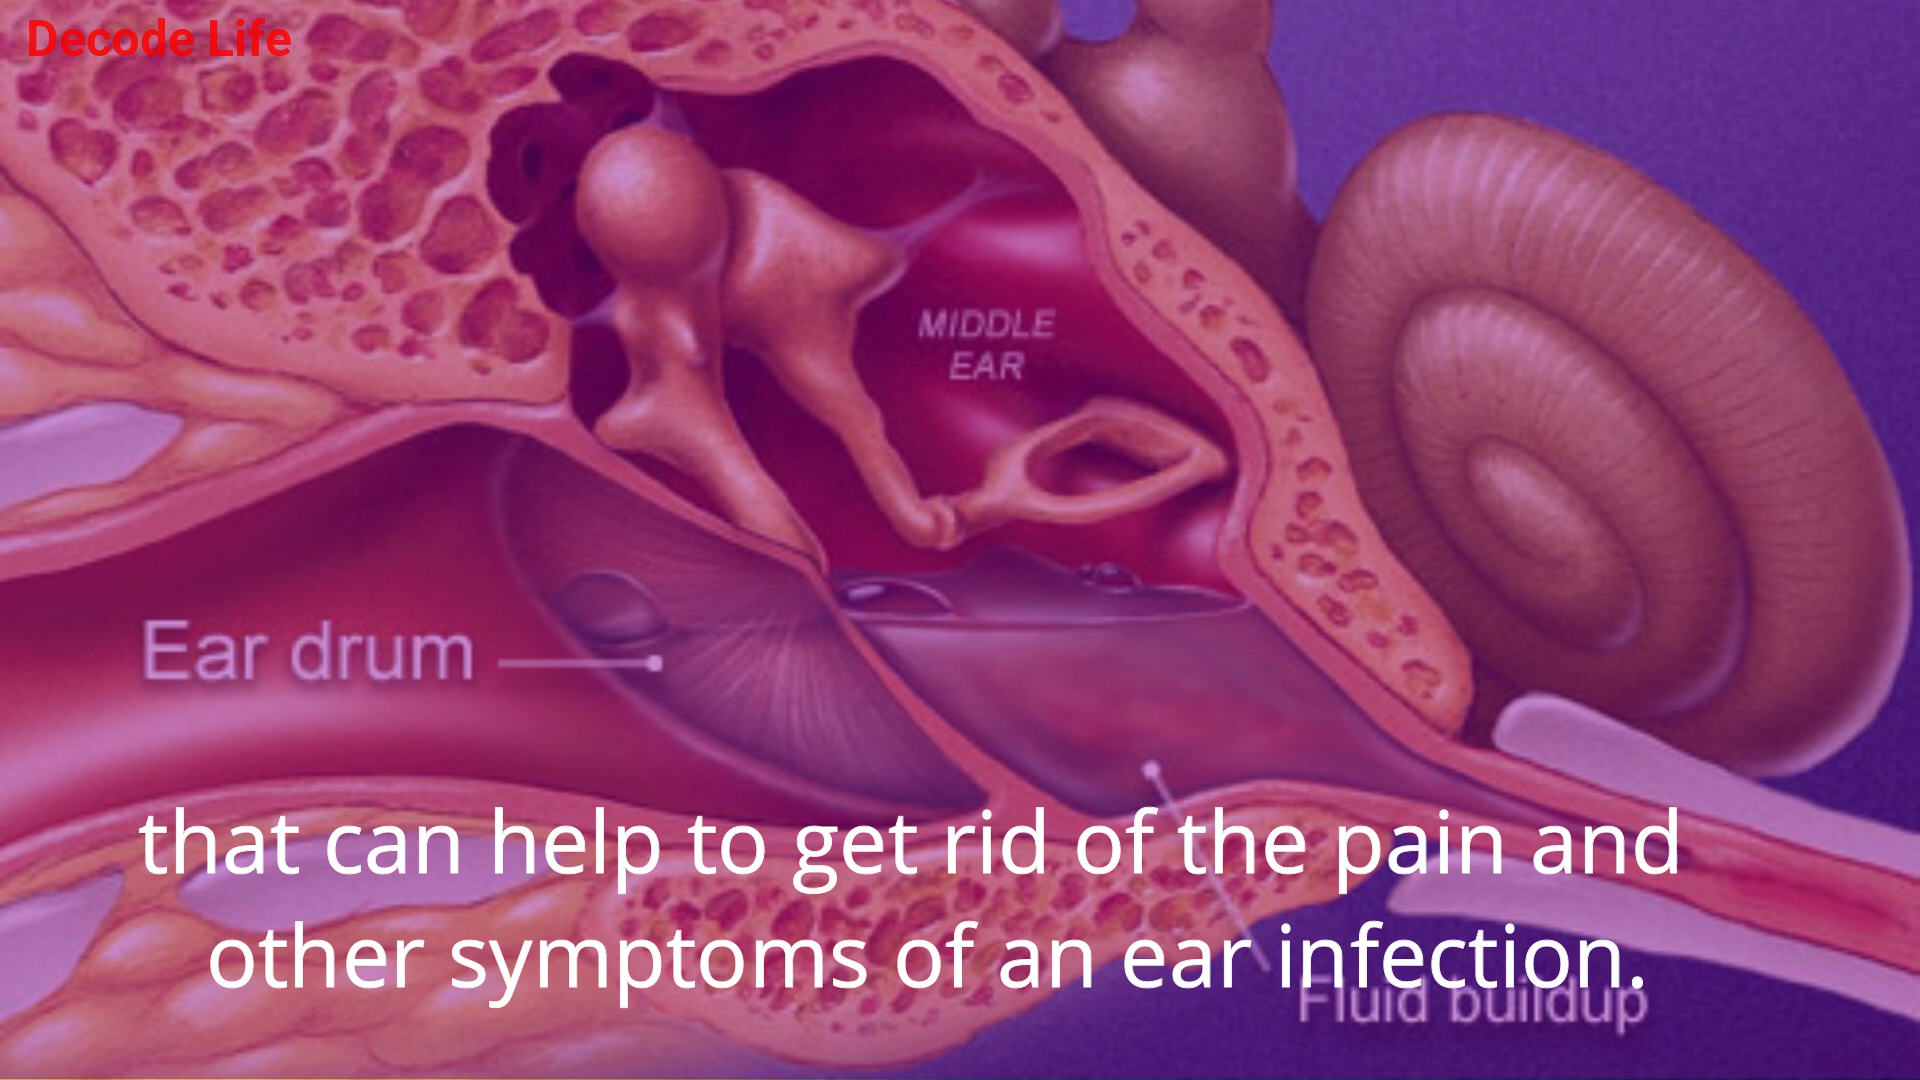 Decode Life
MIDDLE
EAR
Ear drum
that can help to get rid of the pain and
other symptoms of an ear infection.
Fluid buildup